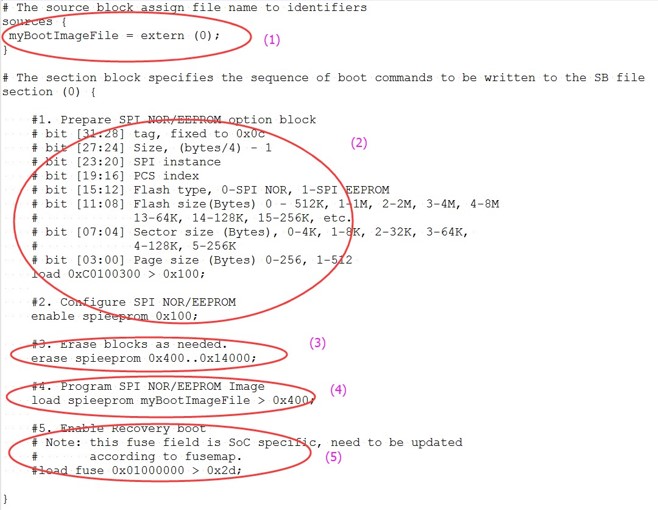 # The source block assign file name to identifiers
sources {
myBootImageFile = extern (0);
(1)
}
# The section block specifies the sequence of boot commands to be written to the SB file
section (0) {
#1. Prepare SPI NOR/EEPROM option block
# bit [31:28] tag, fixed to 0x0c
(2)
# bit [27:24] Size, (bytes/4) - 1
# bit [23:20] SPI instance
# bit [19:16] PCS index
# bit [15:12] Flash type, 0-SPI NOR, 1-SPI EEPROM
# bit [11:08] Flash size(Bytes) 0 - 512K, 1-1M, 2-2M, 3-4M, 4-8M
# 13-64K, 14-128K, 15-256K, etc.
# bit [07:04] Sector size (Bytes), 0-4K, 1-8K, 2-32K, 3-64K,
# 4-128K, 5-256K
# bit [03:00] Page size (Bytes) 0-256, 1-512
load 0xC0100300 > 0x100;
#2. Configure SPI NOR/EEPROM
enable spieeprom 0x100;
#3. Erase blocks as needed.
(3)
erase spieeprom 0x400..0x14000;
#4. Program SPI NOR/EEPROM Image
(4)
load spieeprom myBootImageFile > 0x400;
#5. Enable Recovery boot
# Note: this fuse field is SoC specific, need to be updated
# according to fusemap.
(5)
#load fuse 0x01000000 > 0x2d;
}